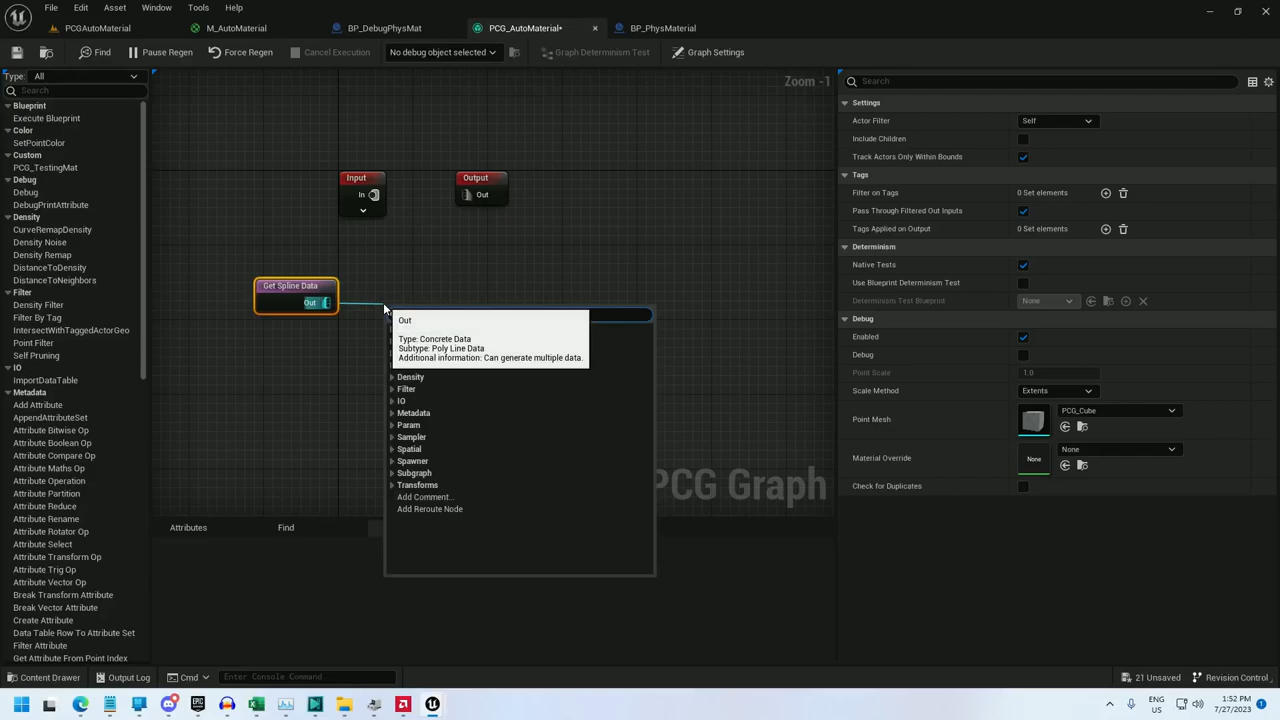 File Edit Asset Window Tools Help
PCGAutoMaterial M_AutoMaterial BP_DebugPhysMat PCG_AutoMaterial* BP_PhysMaterial
Find Pause Regen Force Regen Cancel Execution No debug object selected Graph Determinism Test Graph Settings
Type: All
Search
Blueprint
Execute Blueprint
Color
SetPointColor
Custom
PCG_TestingMat
Debug
Debug
DebugPrintAttribute
Density
CurveRemapDensity
Density Noise
Density Remap
DistanceToDensity
DistanceToNeighbors
Filter
Density Filter
Filter By Tag
IntersectWithTaggedActorGeo
Point Filter
Self Pruning
IO
ImportDataTable
Metadata
Add Attribute
AppendAttributeSet
Attribute Bitwise Op
Attribute Boolean Op
Attribute Compare Op
Attribute Maths Op
Attribute Operation
Attribute Partition
Attribute Reduce
Attribute Rename
Attribute Rotator Op
Attribute Select
Attribute Transform Op
Attribute Trig Op
Attribute Vector Op
Break Transform Attribute
Break Vector Attribute
Create Attribute
Data Table Row To Attribute Set
Filter Attribute
Get Attribute From Point Index
Zoom -1
Input
In
Output
Out
Get Spline Data
Out
Out
Type: Concrete Data
Subtype: Poly Line Data
Additional information: Can generate multiple data.
Density
Filter
IO
Metadata
Param
Sampler
Spatial
Spawner
Subgraph
Transforms
Add Comment...
Add Reroute Node
PCG Graph
Attributes Find
Search
Settings
Actor Filter Self
Include Children
Track Actors Only Within Bounds
Tags
Filter on Tags 0 Set elements
Pass Through Filtered Out Inputs
Tags Applied on Output 0 Set elements
Determinism
Native Tests
Use Blueprint Determinism Test
Determinism Test Blueprint None
Debug
Enabled
Debug
Point Scale 1.0
Scale Method Extents
Point Mesh PCG_Cube
Material Override None None
Check for Duplicates
Content Drawer Output Log Cmd Enter Console Command 21 Unsaved Revision Control
ENG
US
1:52 PM
7/27/2023